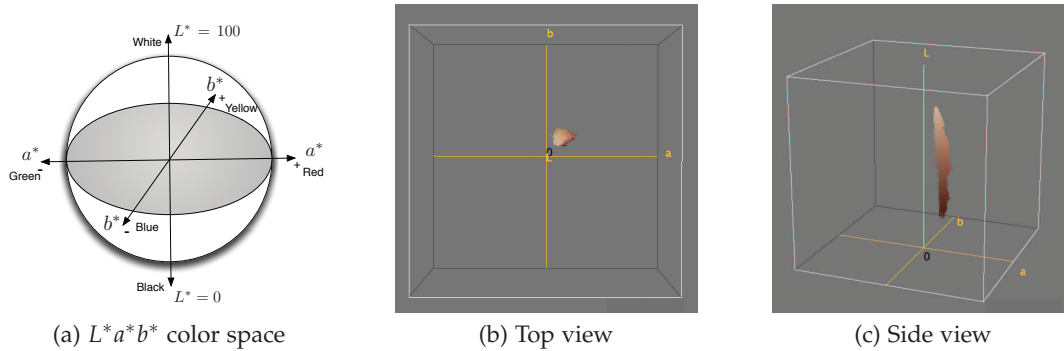 L* = 100
White
b*
+
Yellow
a*
a*
Green -
+ Red
b*
- Blue
Black
L* = 0
(a) L*a*b* color space
b
0
L
a
(b) Top view
L
b
0
a
(c) Side view